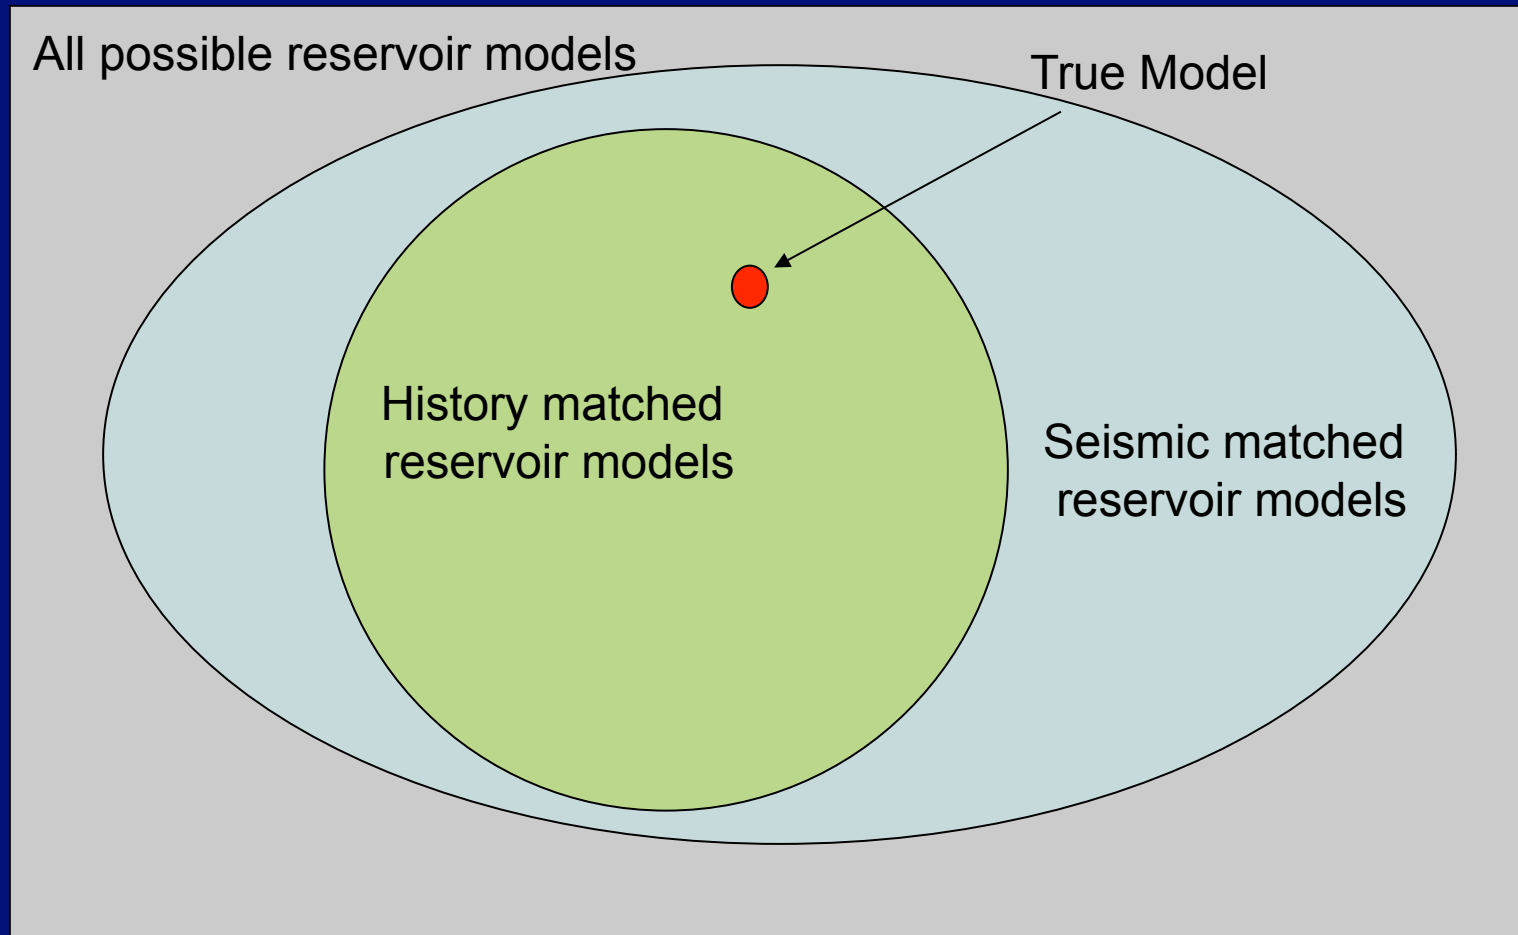 All possible reservoir models
True Model
History matched
reservoir models
Seismic matched
reservoir models